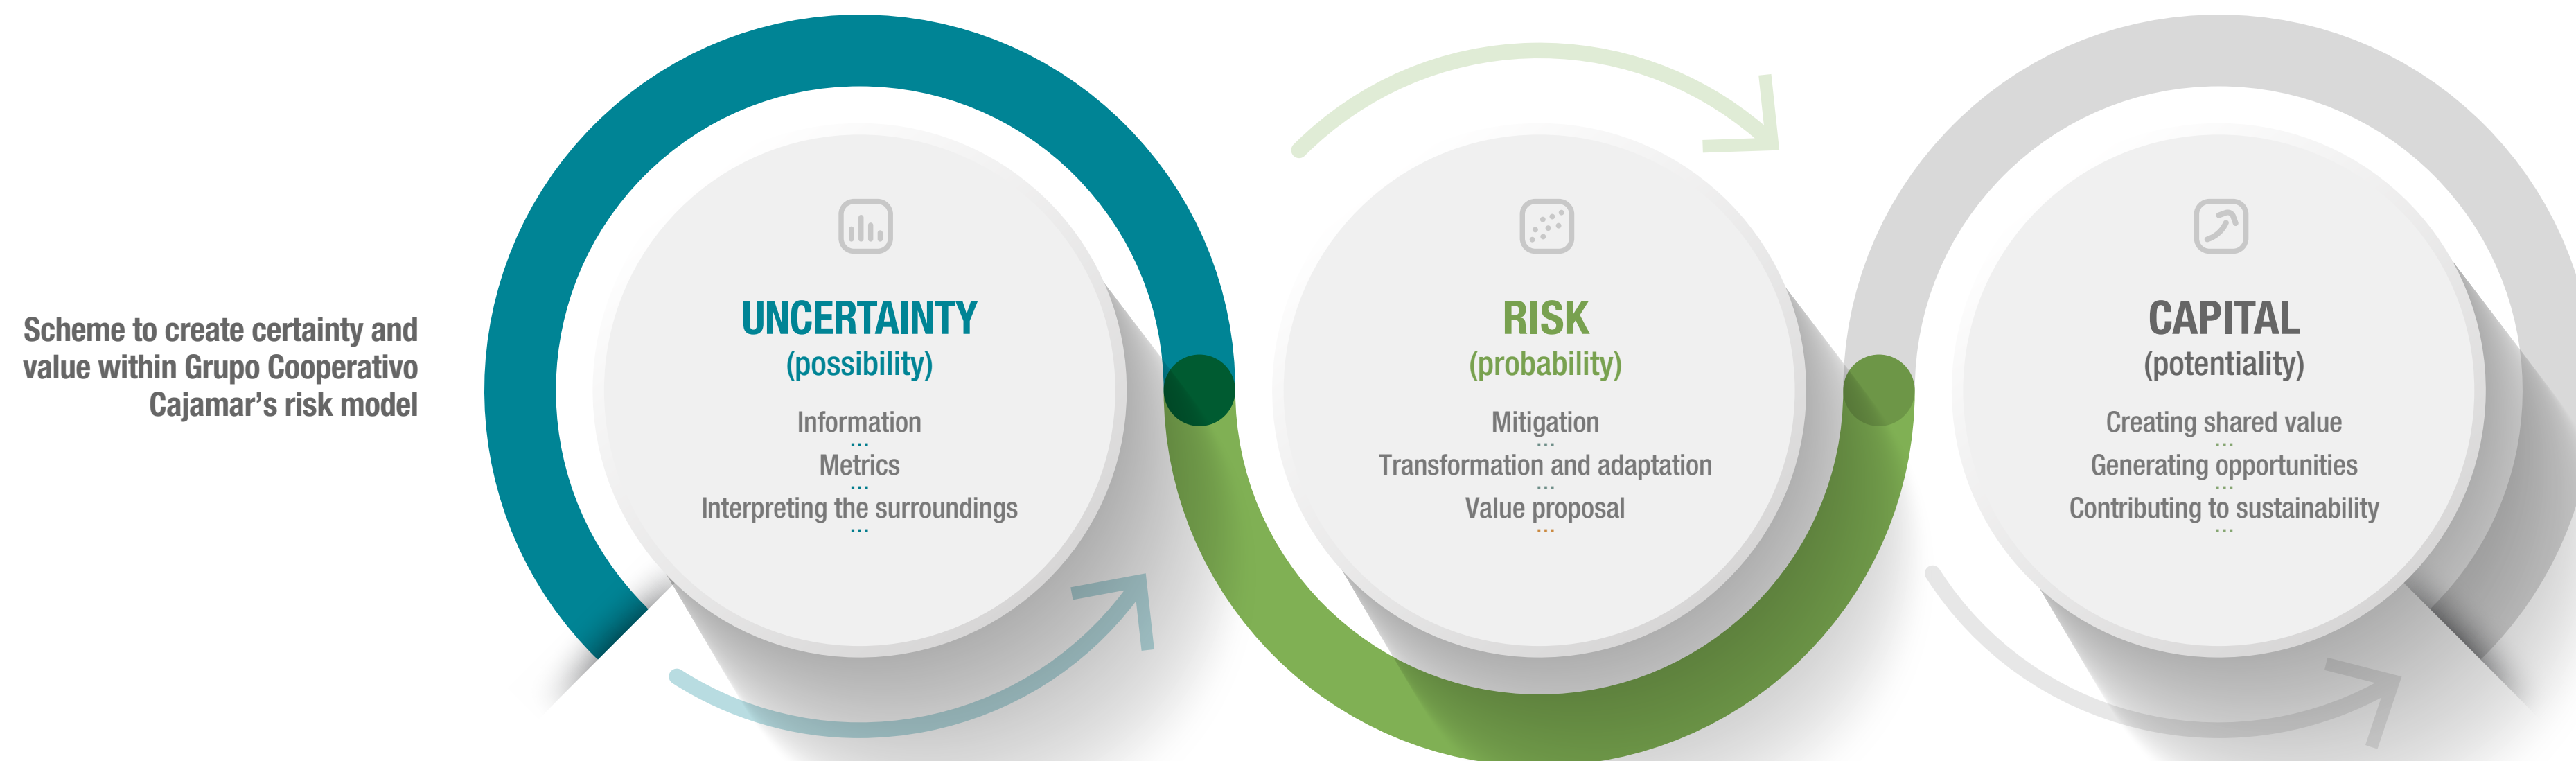 Scheme to create certainty and
value within Grupo Cooperativo
Cajamar’s risk model
UNCERTAINTY
(possibility)
Information
...
Metrics
...
Interpreting the surroundings
...
RISK
(probability)
Mitigation
...
Transformation and adaptation
...
Value proposal
...
CAPITAL
(potentiality)
Creating shared value
...
Generating opportunities
...
Contributing to sustainability
...